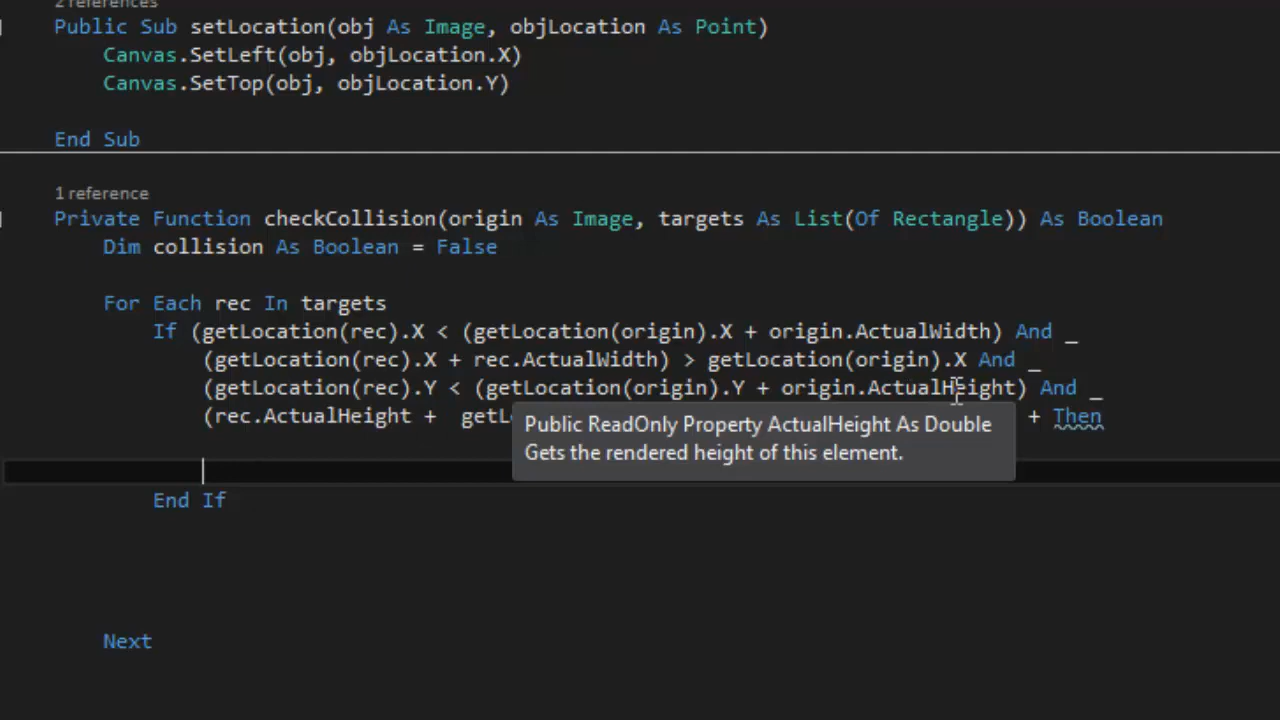 2 references
Public Sub setLocation(obj As Image, objLocation As Point)
Canvas.SetLeft(obj, objLocation.X)
Canvas.SetTop(obj, objLocation.Y)
End Sub
1 reference
Private Function checkCollision(origin As Image, targets As List(Of Rectangle)) As Boolean
Dim collision As Boolean = False
For Each rec In targets
If (getLocation(rec).X < (getLocation(origin).X + origin.ActualWidth) And _
(getLocation(rec).X + rec.ActualWidth) > getLocation(origin).X And _
(getLocation(rec).Y < (getLocation(origin).Y + origin.ActualHeight) And _
(rec.ActualHeight + + Then
Public ReadOnly Property ActualHeight As Double
Gets the rendered height of this element.
End If
Next